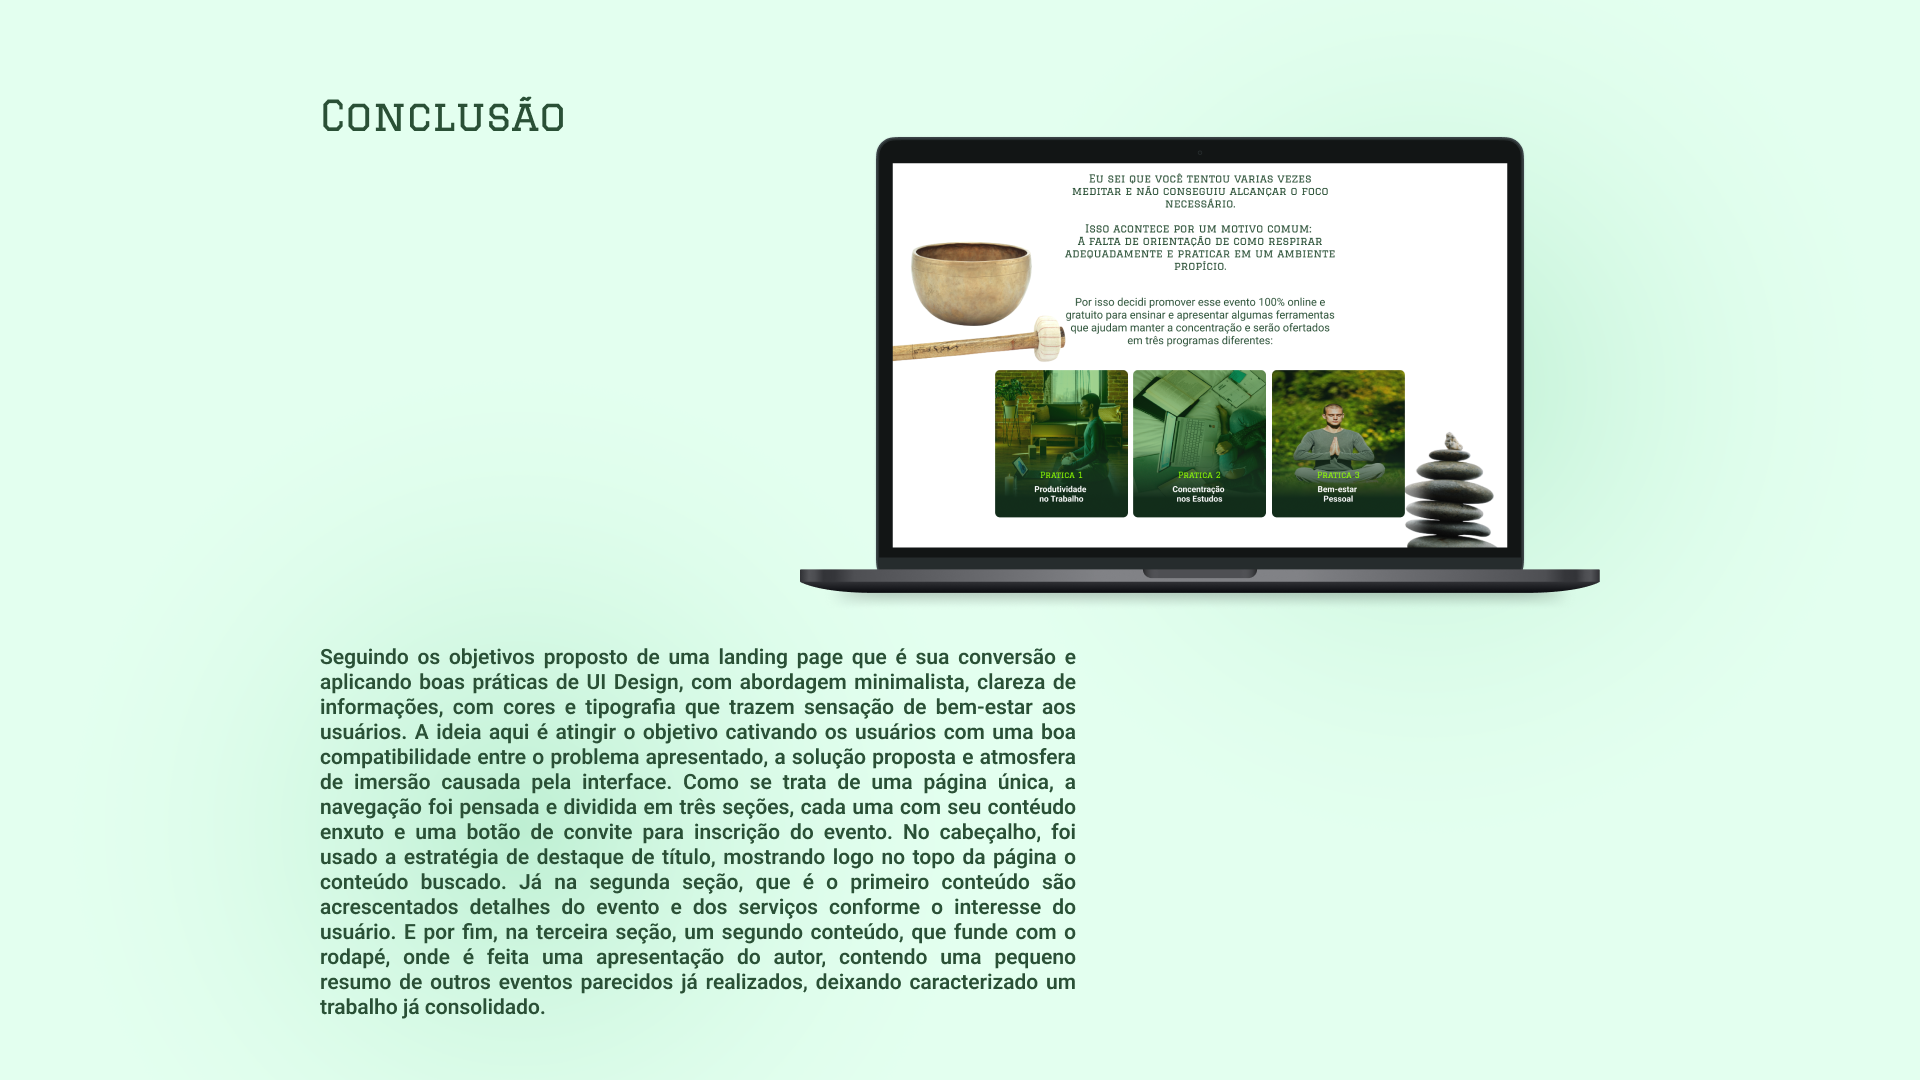 Conclusão
Eu sei que você tentou varias vezes
meditar e não conseguiu alcançar o foco
necessário.
Isso acontece por um motivo comum:
A falta de orientação de como respirar
adequadamente e praticar em um ambiente
propício.
Por isso decidi promover esse evento 100% online e
gratuito para ensinar e apresentar algumas ferramentas
que ajudam manter a concentração e serão ofertados
em três programas diferentes:
Prática 1
Produtividade
no Trabalho
Prática 2
Concentração
nos Estudos
Prática 3
Bem-estar
Pessoal
Seguindo os objetivos proposto de uma landing page que é sua conversão e
aplicando boas práticas de UI Design, com abordagem minimalista, clareza de
informações, com cores e tipografia que trazem sensação de bem-estar aos
usuários. A ideia aqui é atingir o objetivo cativando os usuários com uma boa
compatibilidade entre o problema apresentado, a solução proposta e atmosfera
de imersão causada pela interface. Como se trata de uma página única, a
navegação foi pensada e dividida em três seções, cada uma com seu contéudo
enxuto e uma botão de convite para inscrição do evento. No cabeçalho, foi
usado a estratégia de destaque de título, mostrando logo no topo da página o
conteúdo buscado. Já na segunda seção, que é o primeiro conteúdo são
acrescentados detalhes do evento e dos serviços conforme o interesse do
usuário. E por fim, na terceira seção, um segundo conteúdo, que funde com o
rodapé, onde é feita uma apresentação do autor, contendo uma pequeno
resumo de outros eventos parecidos já realizados, deixando caracterizado um
trabalho já consolidado.